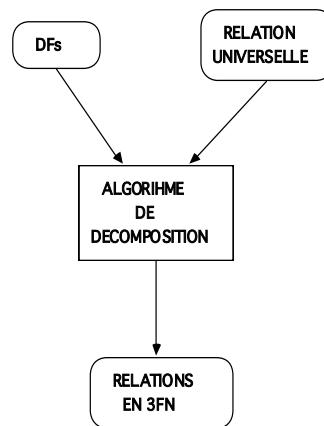 DFs
RELATION
UNIVERSELLE
ALGORIHME
DE
DECOMPOSITION
RELATIONS
EN 3FN